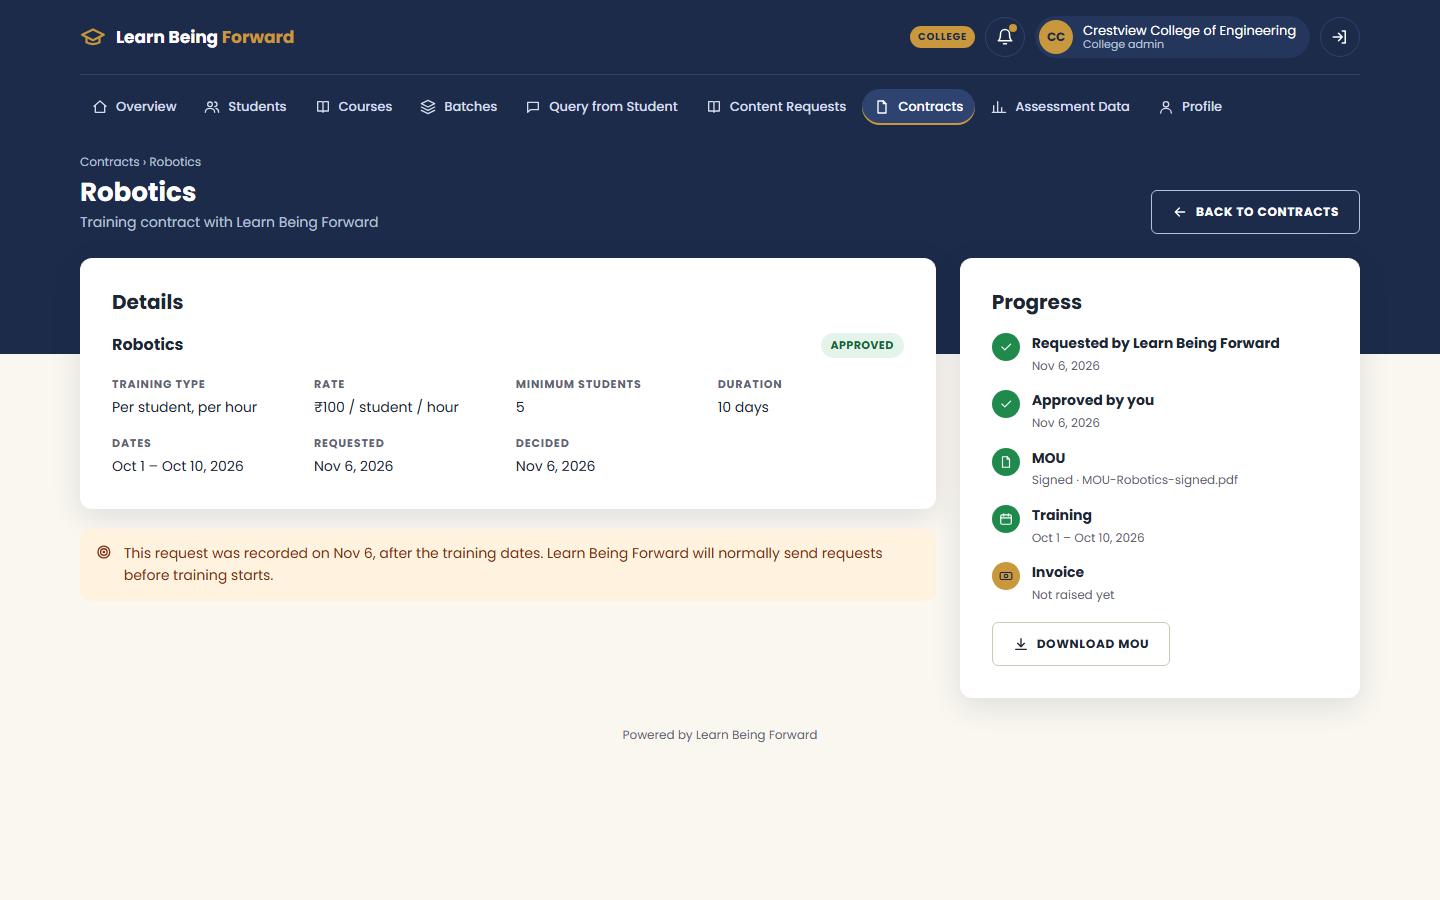 Learn Being Forward
COLLEGE
CC
Crestview College of Engineering
College admin
Overview
Students
Courses
Batches
Query from Student
Content Requests
Contracts
Assessment Data
Profile
Contracts › Robotics
Robotics
Training contract with Learn Being Forward
BACK TO CONTRACTS
Details
Robotics
APPROVED
TRAINING TYPE
Per student, per hour
RATE
₹100 / student / hour
MINIMUM STUDENTS
5
DURATION
10 days
DATES
Oct 1 – Oct 10, 2026
REQUESTED
Nov 6, 2026
DECIDED
Nov 6, 2026
This request was recorded on Nov 6, after the training dates. Learn Being Forward will normally send requests
before training starts.
Progress
Requested by Learn Being Forward
Nov 6, 2026
Approved by you
Nov 6, 2026
MOU
Signed · MOU-Robotics-signed.pdf
Training
Oct 1 – Oct 10, 2026
Invoice
Not raised yet
DOWNLOAD MOU
Powered by Learn Being Forward